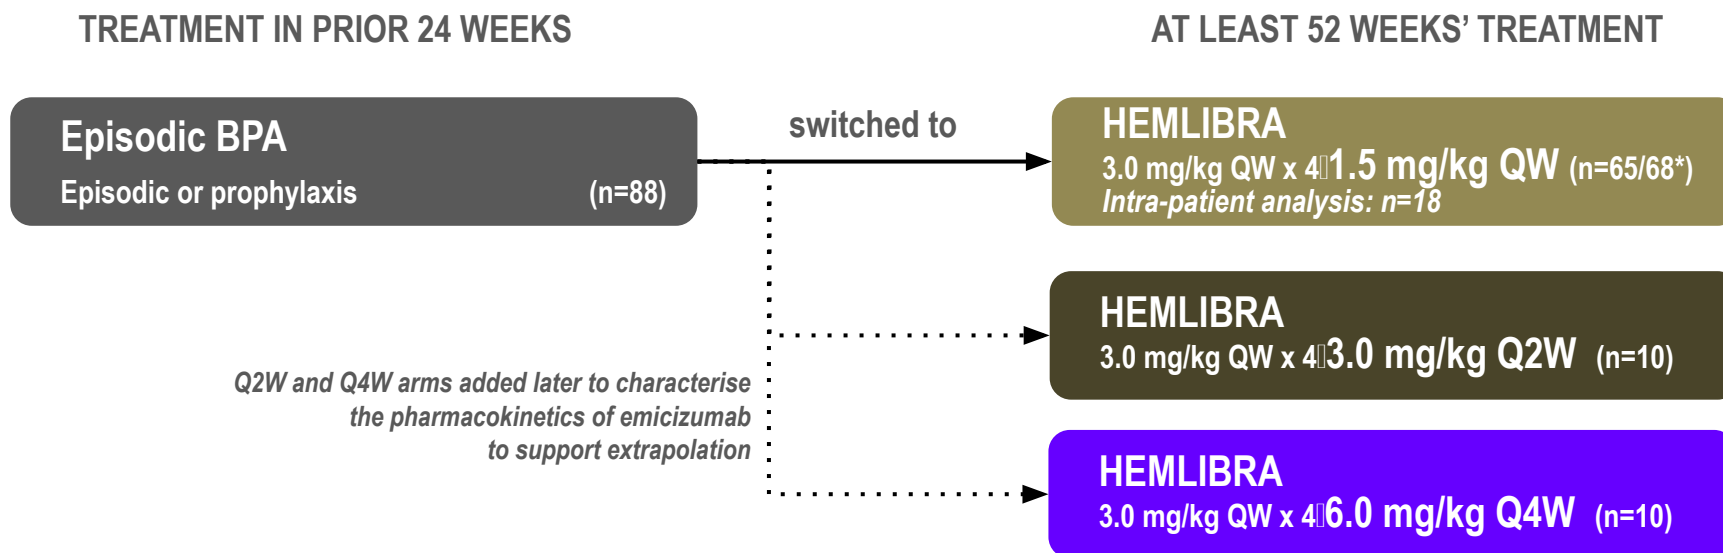 TREATMENT IN PRIOR 24 WEEKS
AT LEAST 52 WEEKS’ TREATMENT
Episodic BPA
Episodic or prophylaxis (n=88)
switched to
HEMLIBRA
3.0 mg/kg QW x 4▯1.5 mg/kg QW (n=65/68*)
Intra-patient analysis: n=18
HEMLIBRA
3.0 mg/kg QW x 4▯3.0 mg/kg Q2W (n=10)
Q2W and Q4W arms added later to characterise
the pharmacokinetics of emicizumab
to support extrapolation
HEMLIBRA
3.0 mg/kg QW x 4▯6.0 mg/kg Q4W (n=10)